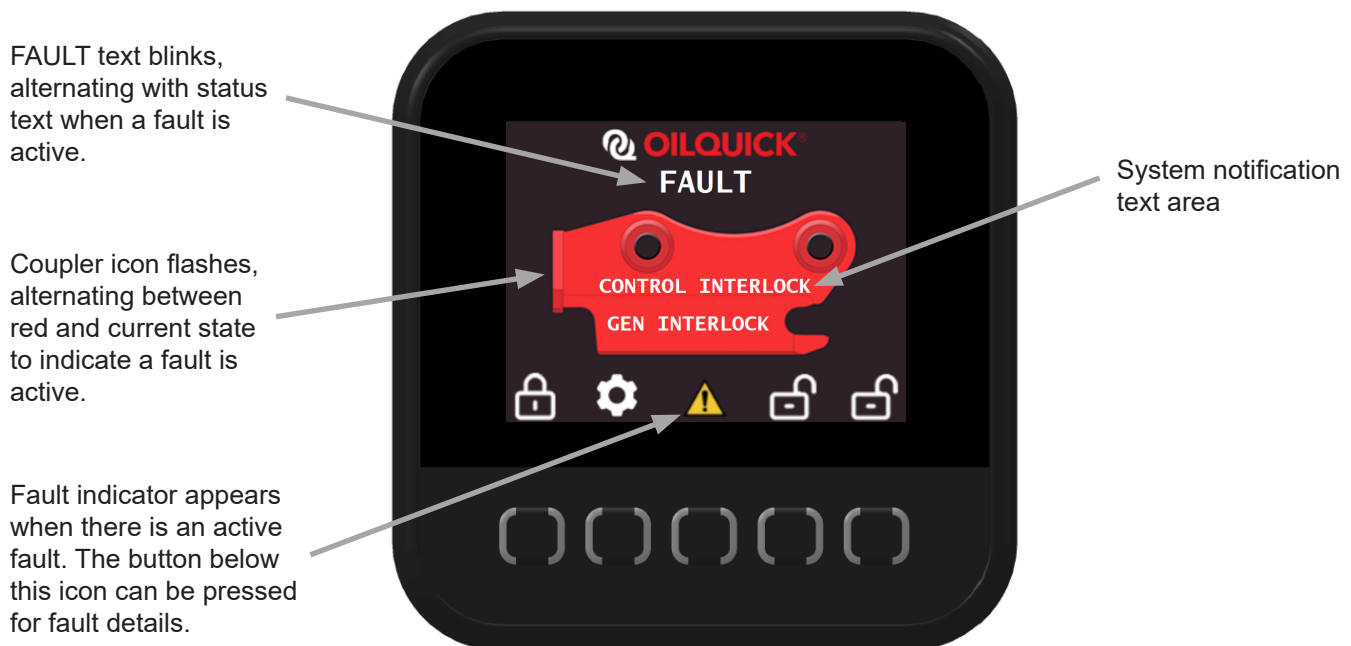 FAULT text blinks,
alternating with status
text when a fault is
active.
Coupler icon flashes,
alternating between
red and current state
to indicate a fault is
active.
Fault indicator appears
when there is an active
fault. The button below
this icon can be pressed
for fault details.
OILQUICK®
FAULT
CONTROL INTERLOCK
GEN INTERLOCK
System notification
text area